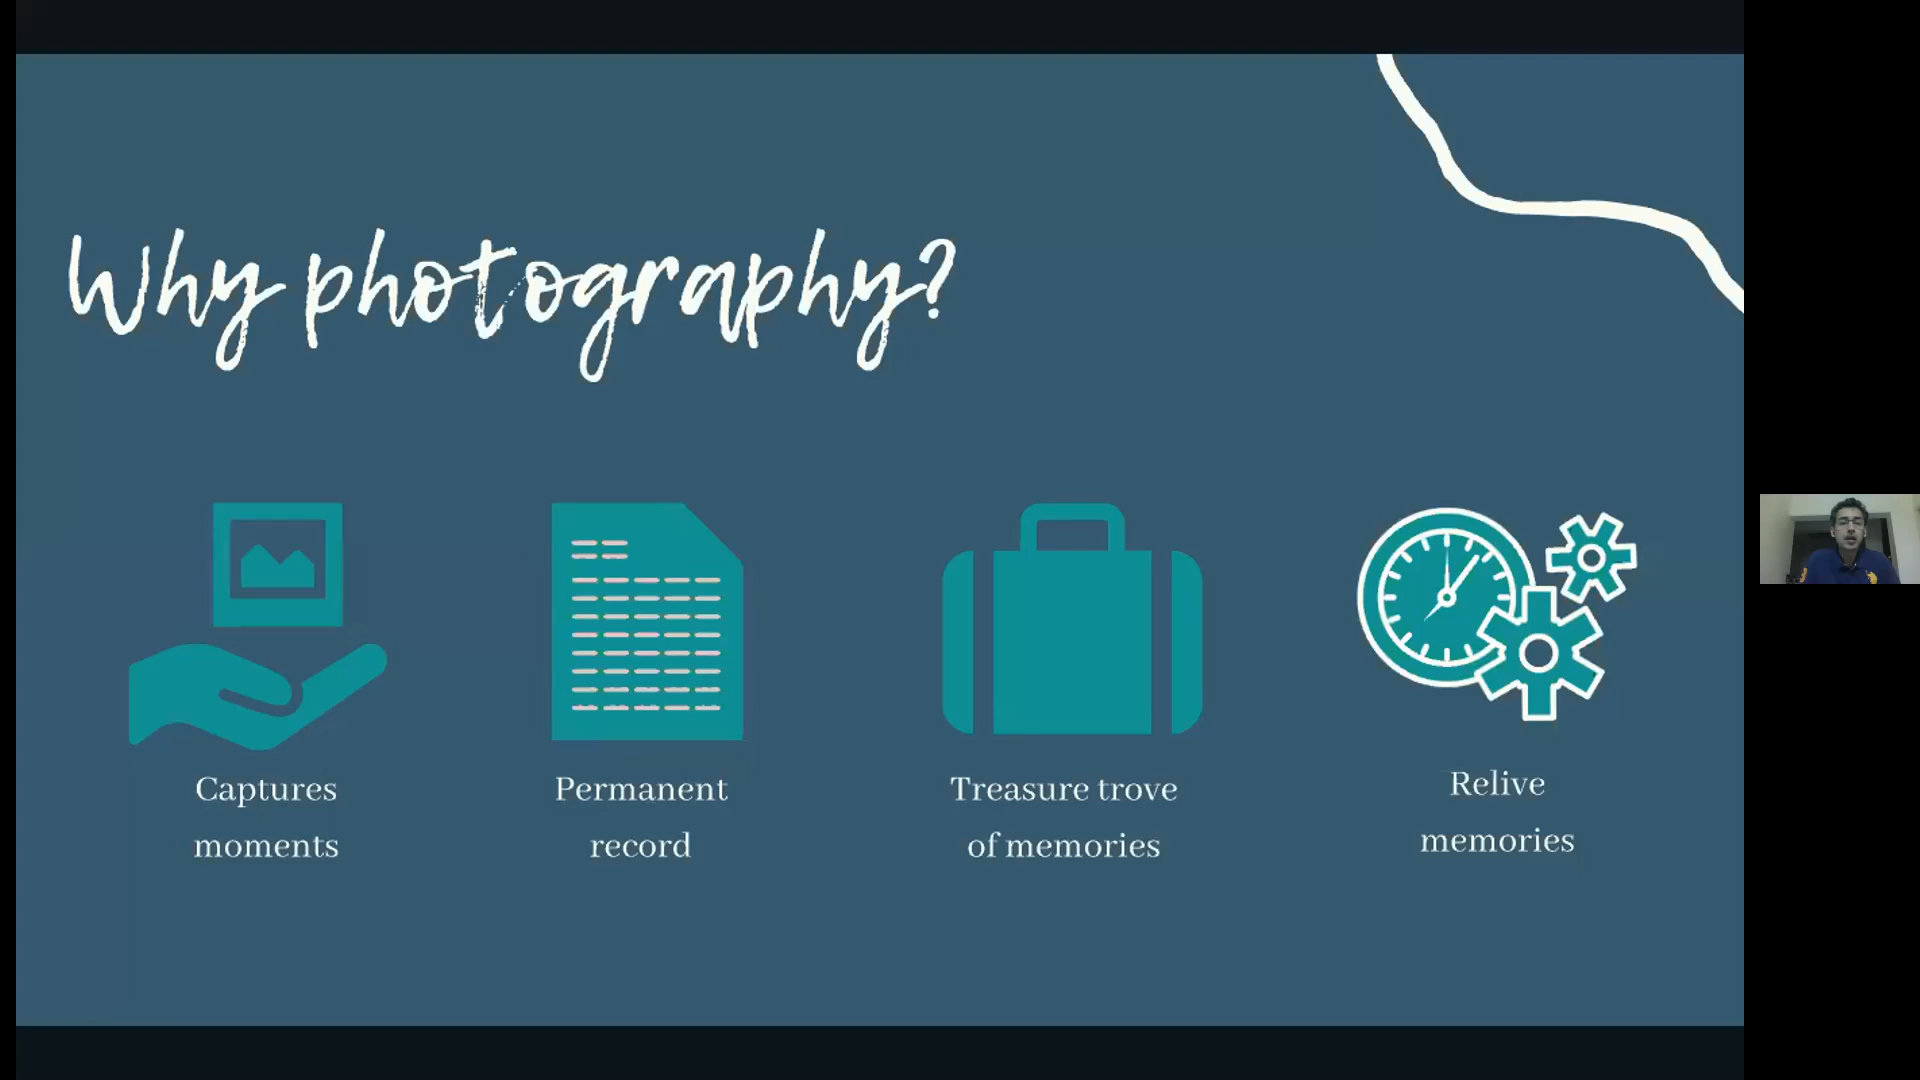 Why photography?
Captures
moments
Permanent
record
Treasure trove
of memories
Relive
memories